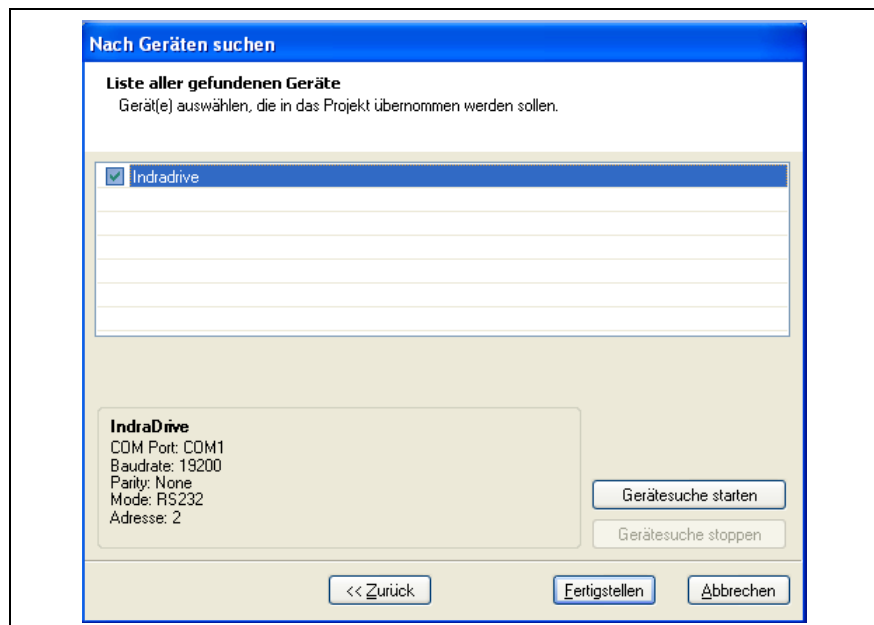 Nach Geräten suchen
Liste aller gefundenen Geräte
Gerät(e) auswählen, die in das Projekt übernommen werden sollen.
Indradrive
IndraDrive
COM Port: COM1
Baudrate: 19200
Parity: None
Mode: RS232
Adresse: 2
Gerätesuche starten
Gerätesuche stoppen
<< Zurück
Fertigstellen
Abbrechen